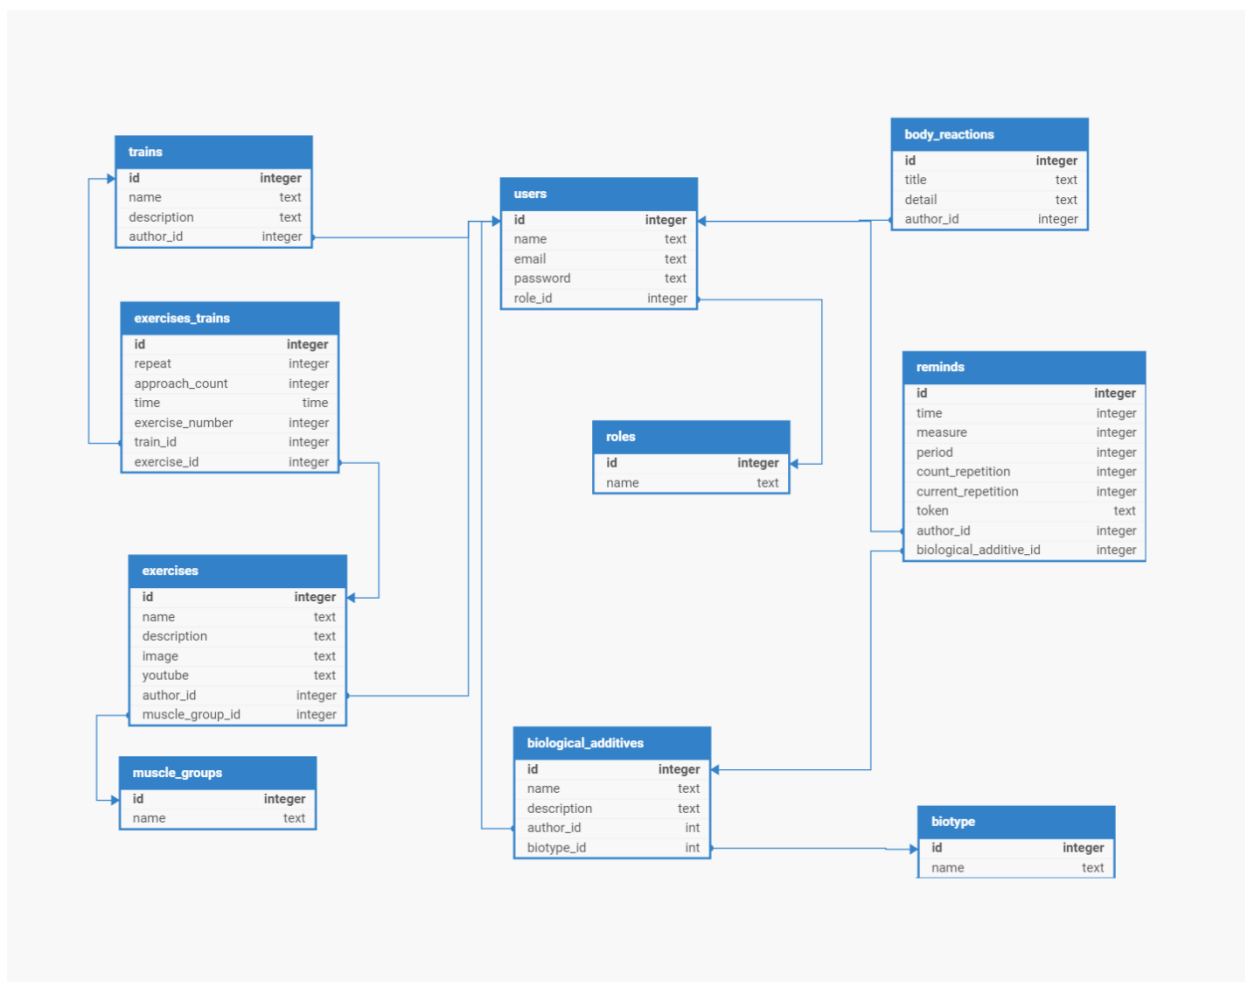 trains
id integer
name text
description text
author_id integer
exercises_trains
id integer
repeat integer
approach_count integer
time time
exercise_number integer
train_id integer
exercise_id integer
exercises
id integer
name text
description text
image text
youtube text
author_id integer
muscle_group_id integer
muscle_groups
id integer
name text
users
id integer
name text
email text
password text
role_id integer
roles
id integer
name text
biological_additives
id integer
name text
description text
author_id int
biotype_id int
body_reactions
id integer
title text
detail text
author_id integer
reminds
id integer
time integer
measure integer
period integer
count_repetition integer
current_repetition integer
token text
author_id integer
biological_additive_id integer
biotype
id integer
name text